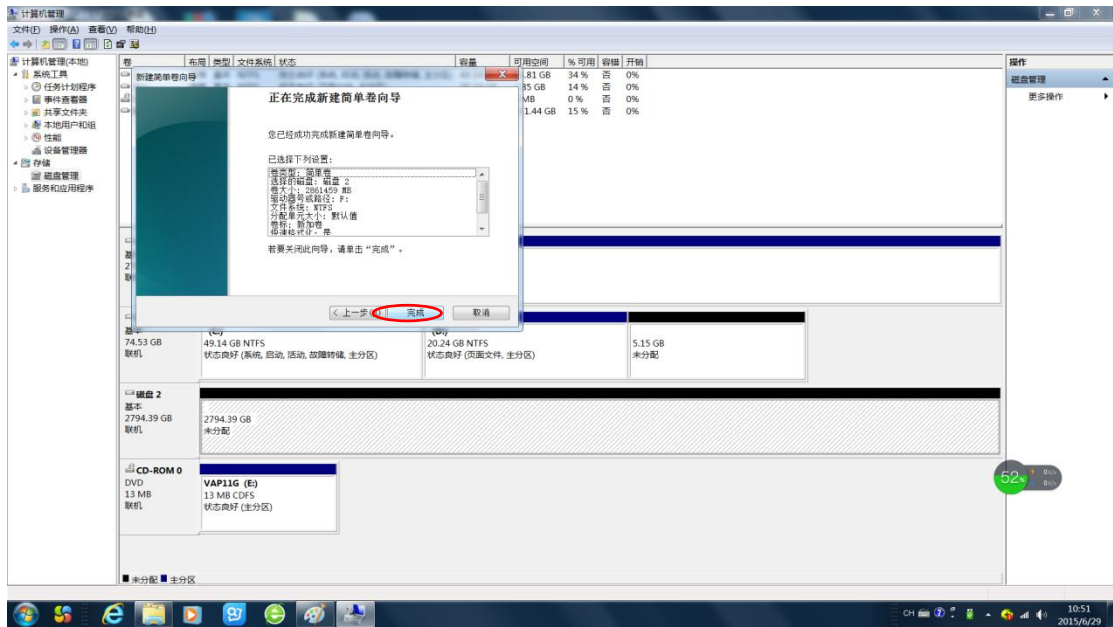 计算机管理
文件(F) 操作(A) 查看(V) 帮助(H)
计算机管理(本地)
系统工具
任务计划程序
事件查看器
共享文件夹
本地用户和组
性能
设备管理器
存储
磁盘管理
服务和应用程序
卷 布局 类型 文件系统 状态 容量 可用空间 % 可用 容错 开销
.81 GB 34 % 否 0%
35 GB 14 % 否 0%
MB 0 % 否 0%
1.44 GB 15 % 否 0%
新建简单卷向导
正在完成新建简单卷向导
您已经成功完成新建简单卷向导。
已选择下列设置:
卷类型: 简单卷
选择的磁盘: 磁盘 2
卷大小: 2861459 MB
驱动器号或路径: F:
文件系统: NTFS
分配单元大小: 默认值
卷标: 新加卷
快速格式化: 是
若要关闭此向导，请单击“完成”。
< 上一步 完成 取消
74.53 GB
联机
49.14 GB NTFS
状态良好 (系统, 启动, 活动, 故障转储, 主分区)
(D:)
20.24 GB NTFS
状态良好 (页面文件, 主分区)
5.15 GB
未分配
磁盘 2
基本
2794.39 GB
联机
2794.39 GB
未分配
CD-ROM 0
DVD
13 MB
联机
VAP11G (E:)
13 MB CDFS
状态良好 (主分区)
未分配 主分区
操作
磁盘管理
更多操作
52%
CH
10:51
2015/6/29